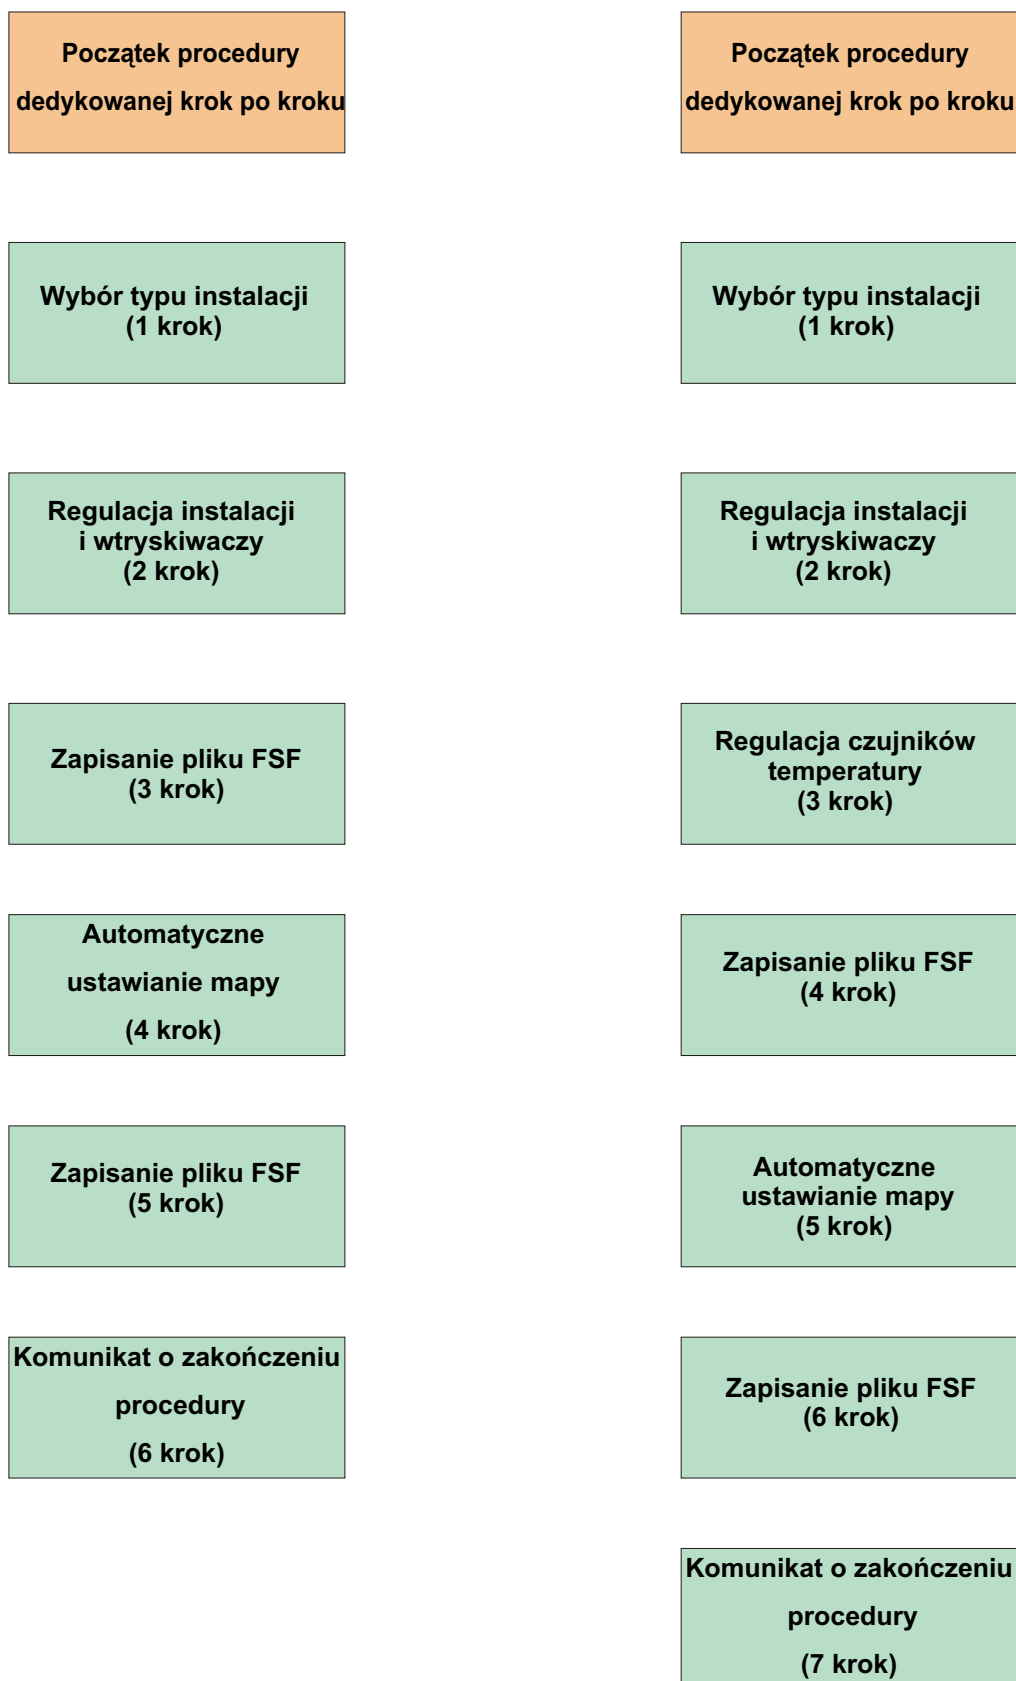 Początek procedury
dedykowanej krok po kroku
Wybór typu instalacji
(1 krok)
Regulacja instalacji
i wtryskiwaczy
(2 krok)
Zapisanie pliku FSF
(3 krok)
Automatyczne
ustawianie mapy
(4 krok)
Zapisanie pliku FSF
(5 krok)
Komunikat o zakończeniu
procedury
(6 krok)
Początek procedury
dedykowanej krok po kroku
Wybór typu instalacji
(1 krok)
Regulacja instalacji
i wtryskiwaczy
(2 krok)
Regulacja czujników
temperatury
(3 krok)
Zapisanie pliku FSF
(4 krok)
Automatyczne
ustawianie mapy
(5 krok)
Zapisanie pliku FSF
(6 krok)
Komunikat o zakończeniu
procedury
(7 krok)